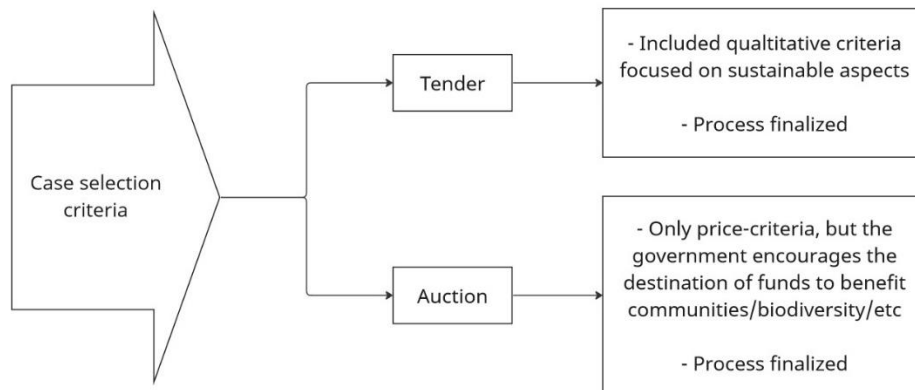 Case selection
criteria
Tender
- Included qualtitative criteria
focused on sustainable aspects
- Process finalized
Auction
- Only price-criteria, but the
government encourages the
destination of funds to benefit
communities/biodiversity/etc
- Process finalized